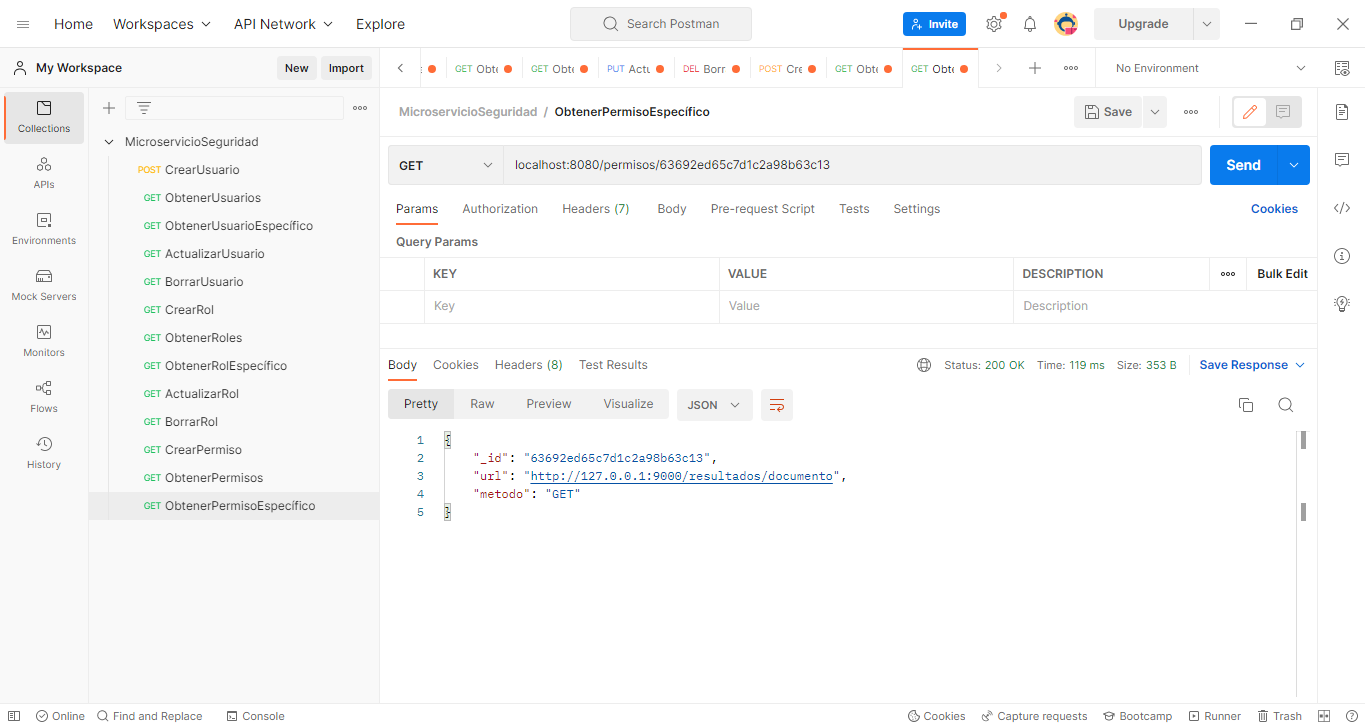 Home Workspaces API Network Explore Search Postman Invite Upgrade
My Workspace New Import
GET Obte GET Obte PUT Actu DEL Borr POST Cre GET Obte GET Obte No Environment
Collections
APIs
Environments
Mock Servers
Monitors
Flows
History
MicroservicioSeguridad
POST CrearUsuario
GET ObtenerUsuarios
GET ObtenerUsuarioEspecífico
GET ActualizarUsuario
GET BorrarUsuario
GET CrearRol
GET ObtenerRoles
GET ObtenerRolEspecífico
GET ActualizarRol
GET BorrarRol
GET CrearPermiso
GET ObtenerPermisos
GET ObtenerPermisoEspecífico
MicroservicioSeguridad / ObtenerPermisoEspecífico Save
GET localhost:8080/permisos/63692ed65c7d1c2a98b63c13 Send
Params Authorization Headers (7) Body Pre-request Script Tests Settings Cookies
Query Params
KEY VALUE DESCRIPTION Bulk Edit
Key Value Description
Body Cookies Headers (8) Test Results Status: 200 OK Time: 119 ms Size: 353 B Save Response
Pretty Raw Preview Visualize JSON
1 {
2 "_id": "63692ed65c7d1c2a98b63c13",
3 "url": "http://127.0.0.1:9000/resultados/documento",
4 "metodo": "GET"
5 }
Online Find and Replace Console Cookies Capture requests Bootcamp Runner Trash